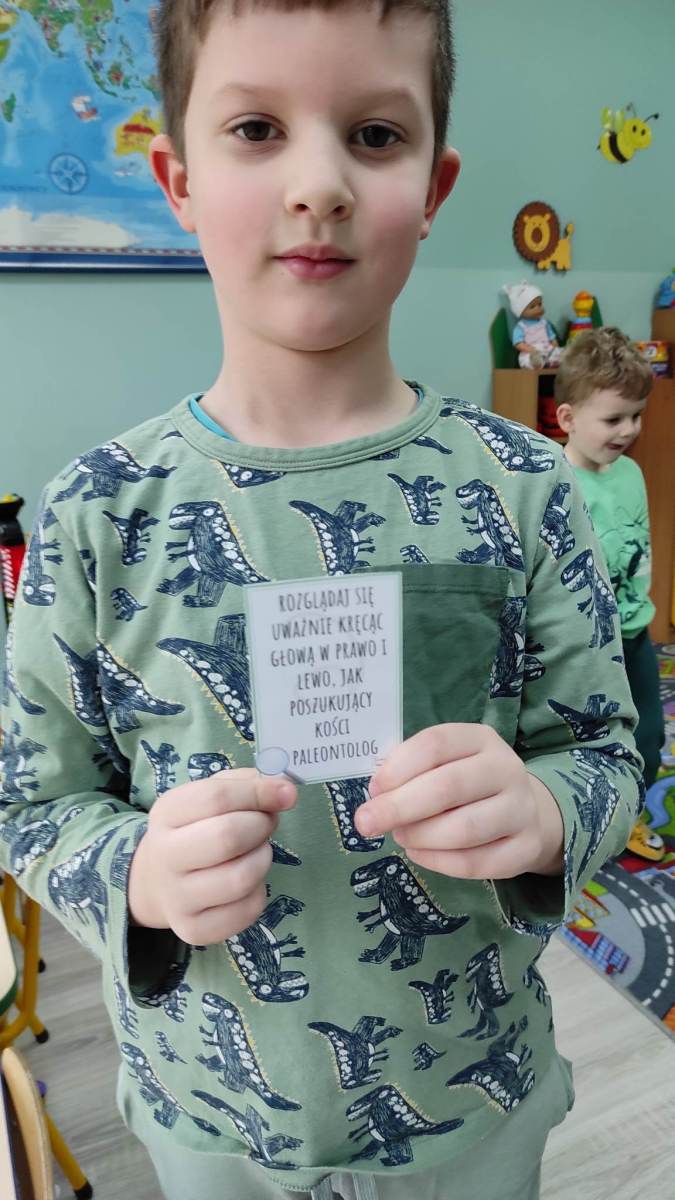 ROZGLĄDAJ SIĘ
UWAŻNIE KRĘCĄC
GŁOWĄ W PRAWO I
LEWO, JAK
POSZUKUJĄCY
KOŚCI
PALEONTOLOG